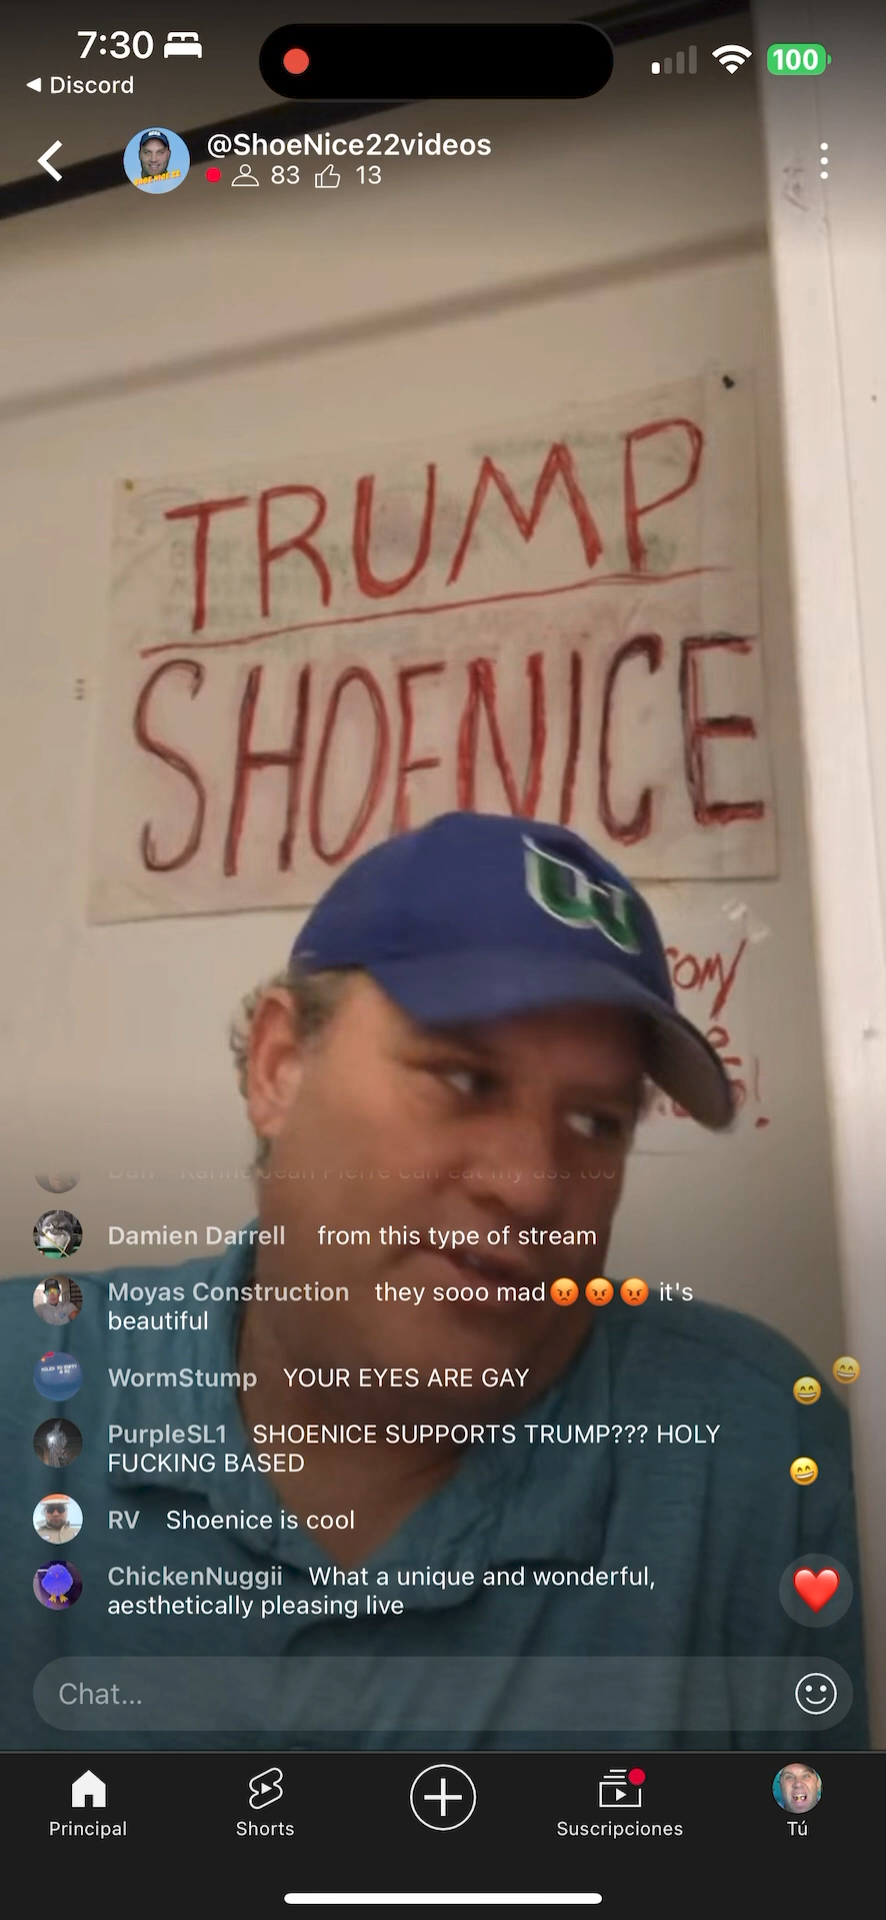 7:30
100
Discord
@ShoeNice22videos
83 13
TRUMP
SHOENICE
Damien Darrell from this type of stream
Moyas Construction they sooo mad😡😡😡 it's
beautiful
WormStump YOUR EYES ARE GAY
PurpleSL1 SHOENICE SUPPORTS TRUMP??? HOLY
FUCKING BASED
RV Shoenice is cool
ChickenNuggii What a unique and wonderful,
aesthetically pleasing live
Chat...
Principal
Shorts
Suscripciones
Tú